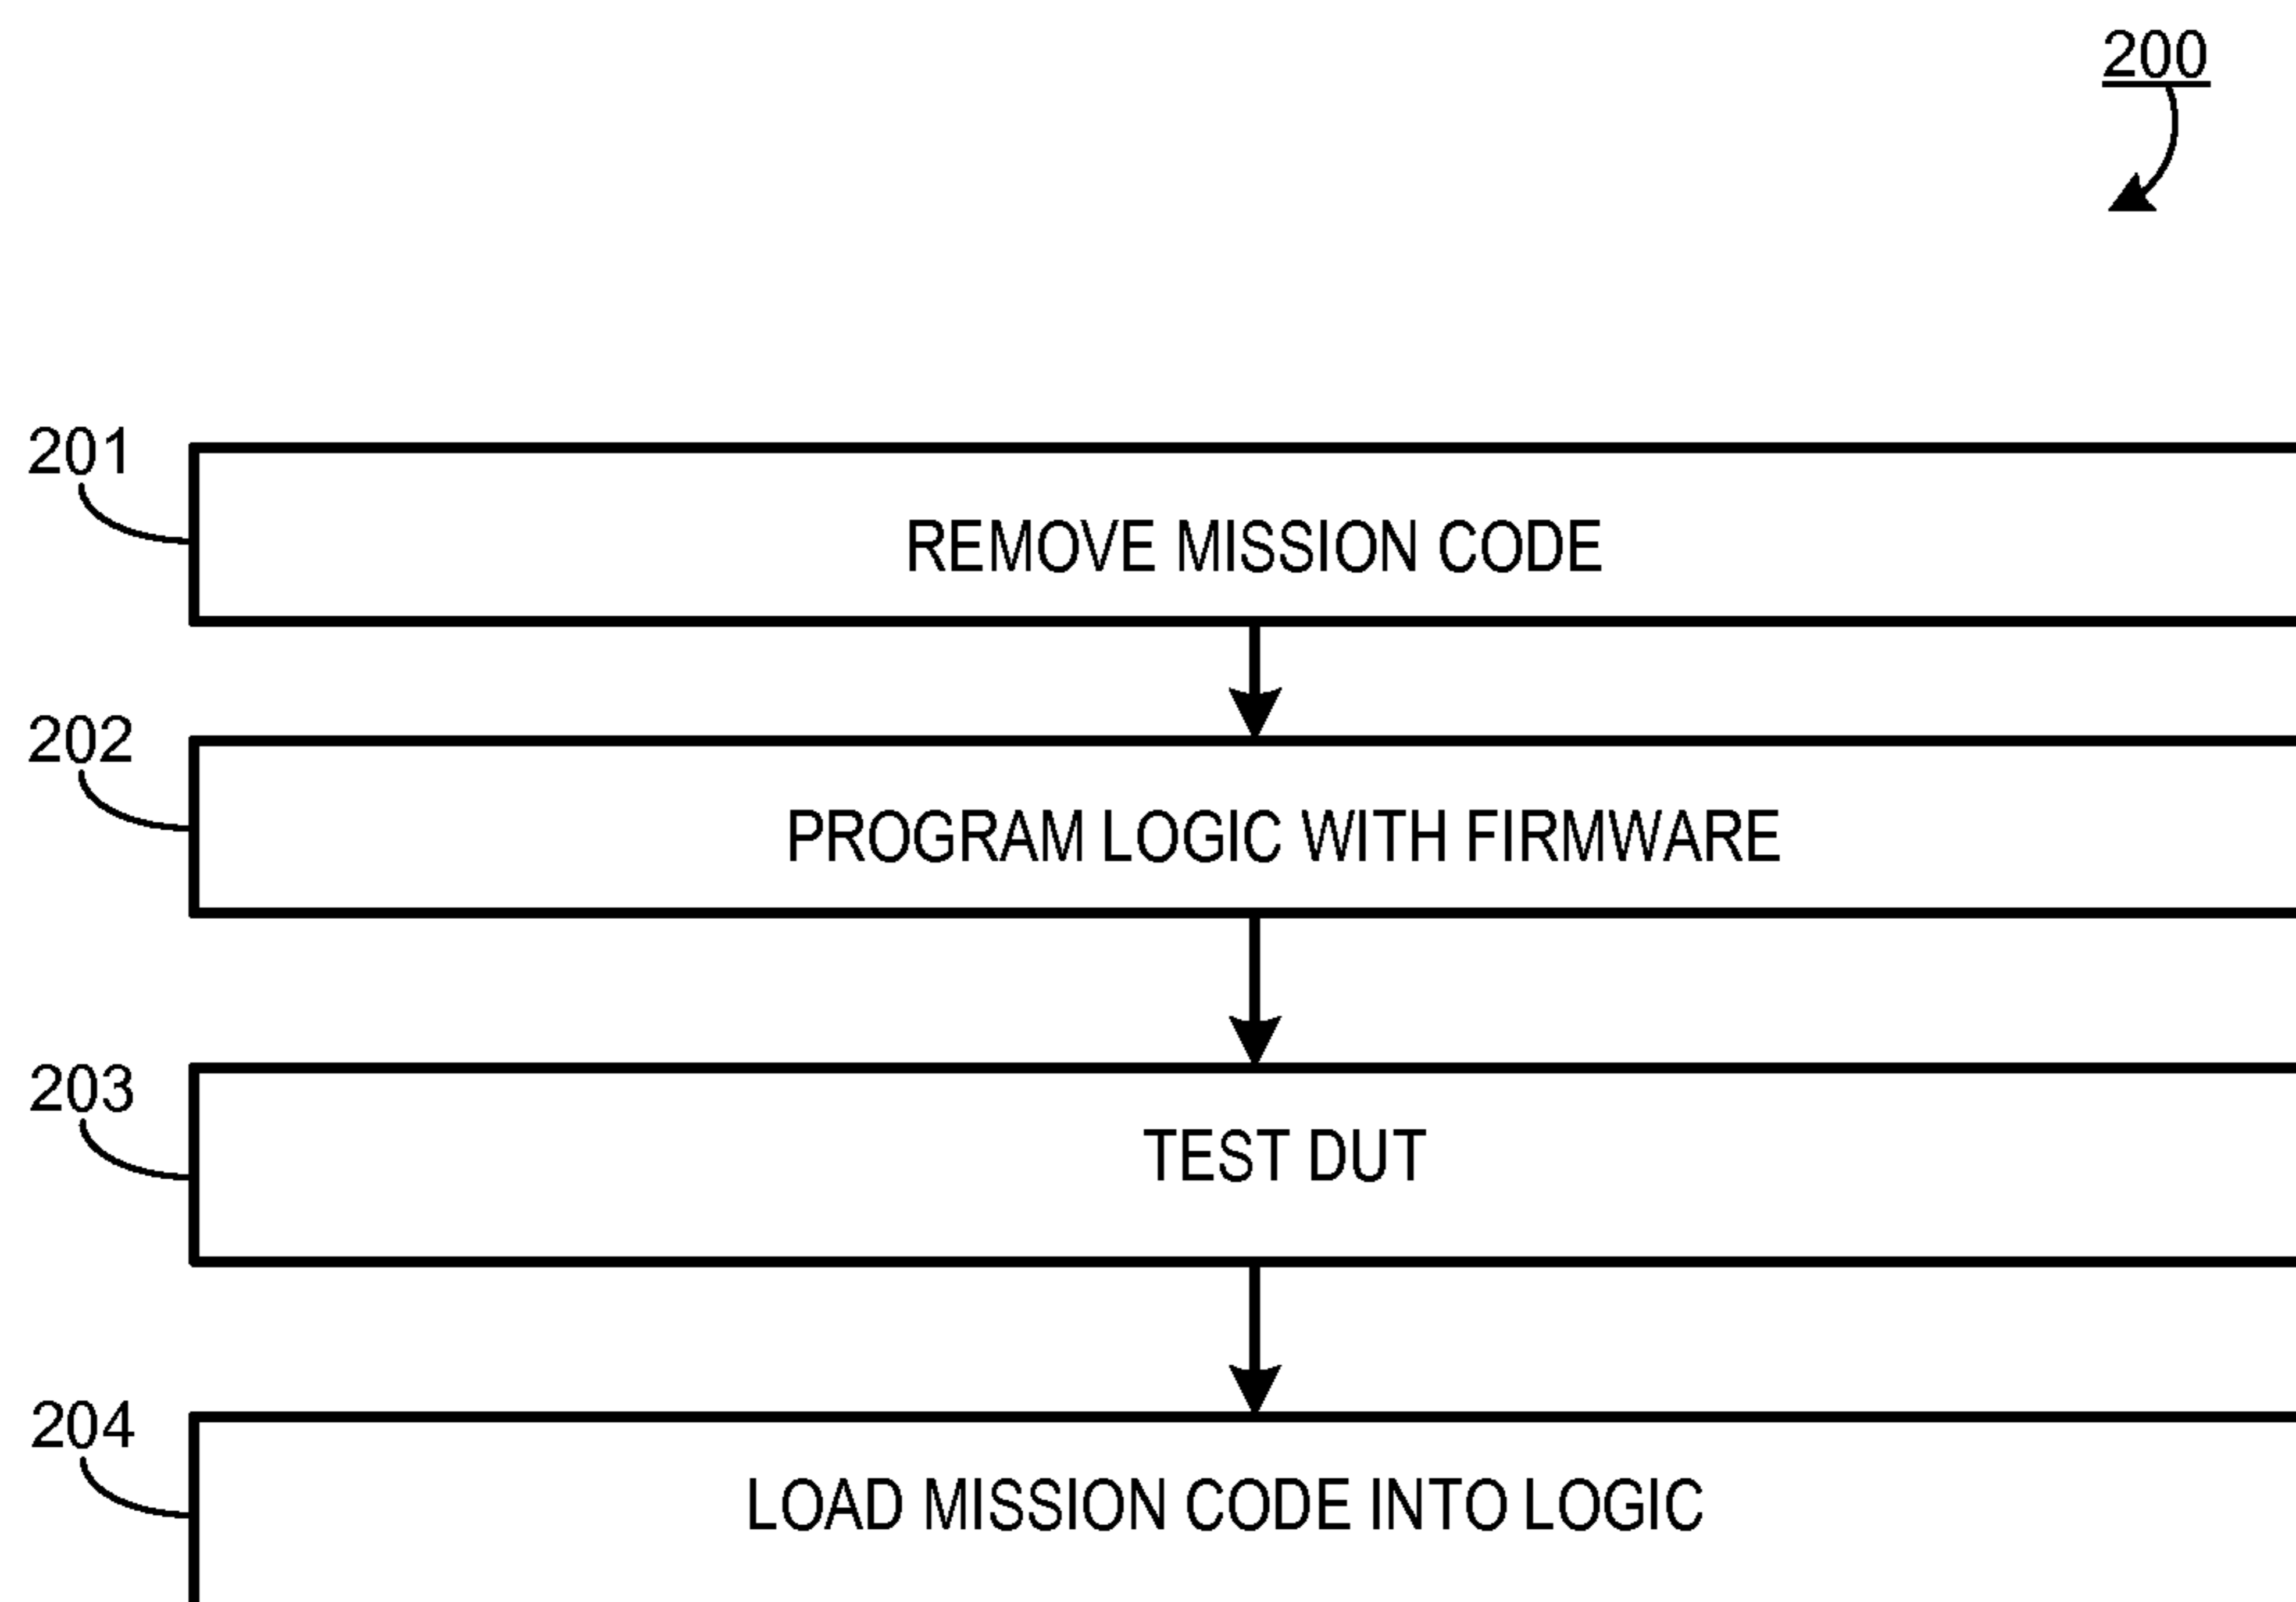 200
201
REMOVE MISSION CODE
202
PROGRAM LOGIC WITH FIRMWARE
203
TEST DUT
204
LOAD MISSION CODE INTO LOGIC